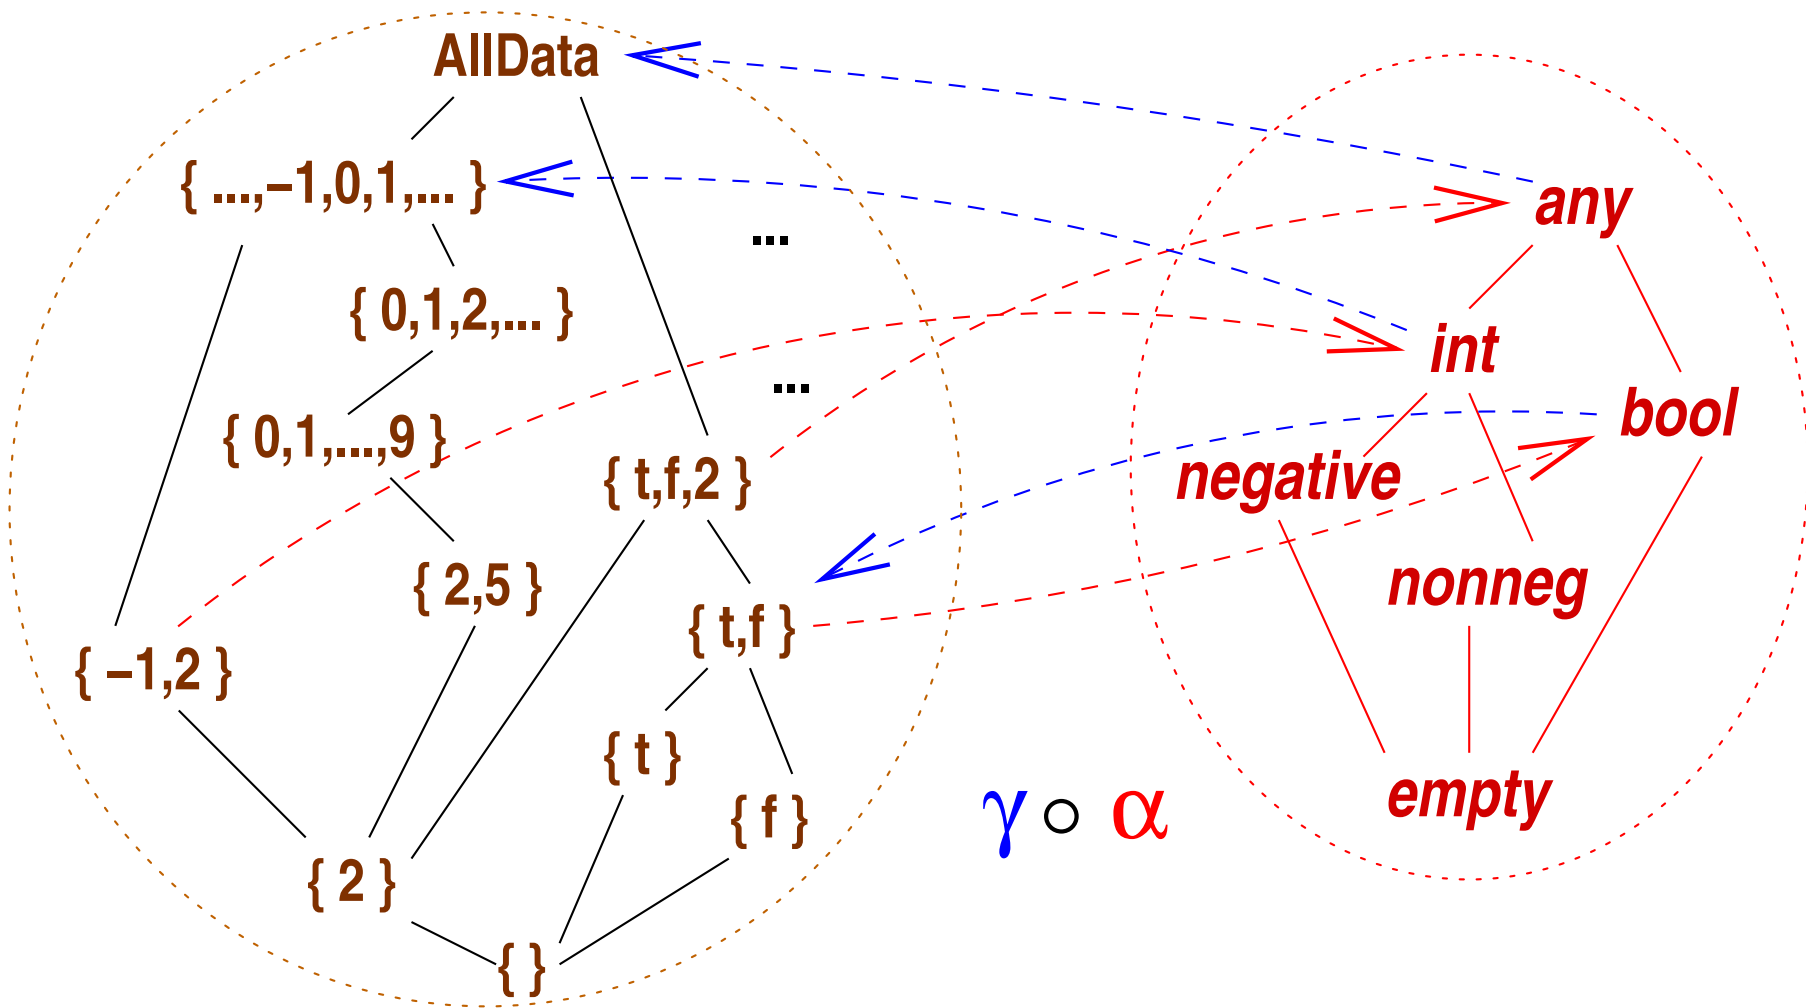 AllData
{ ...,−1,0,1,... }
any
...
{ 0,1,2,... }
int
...
bool
{ 0,1,...,9 }
{ t,f,2 }
negative
{ 2,5 }
nonneg
{ t,f }
{ −1,2 }
{ t }
{ f }
γ ○ α
empty
{ 2 }
{ }